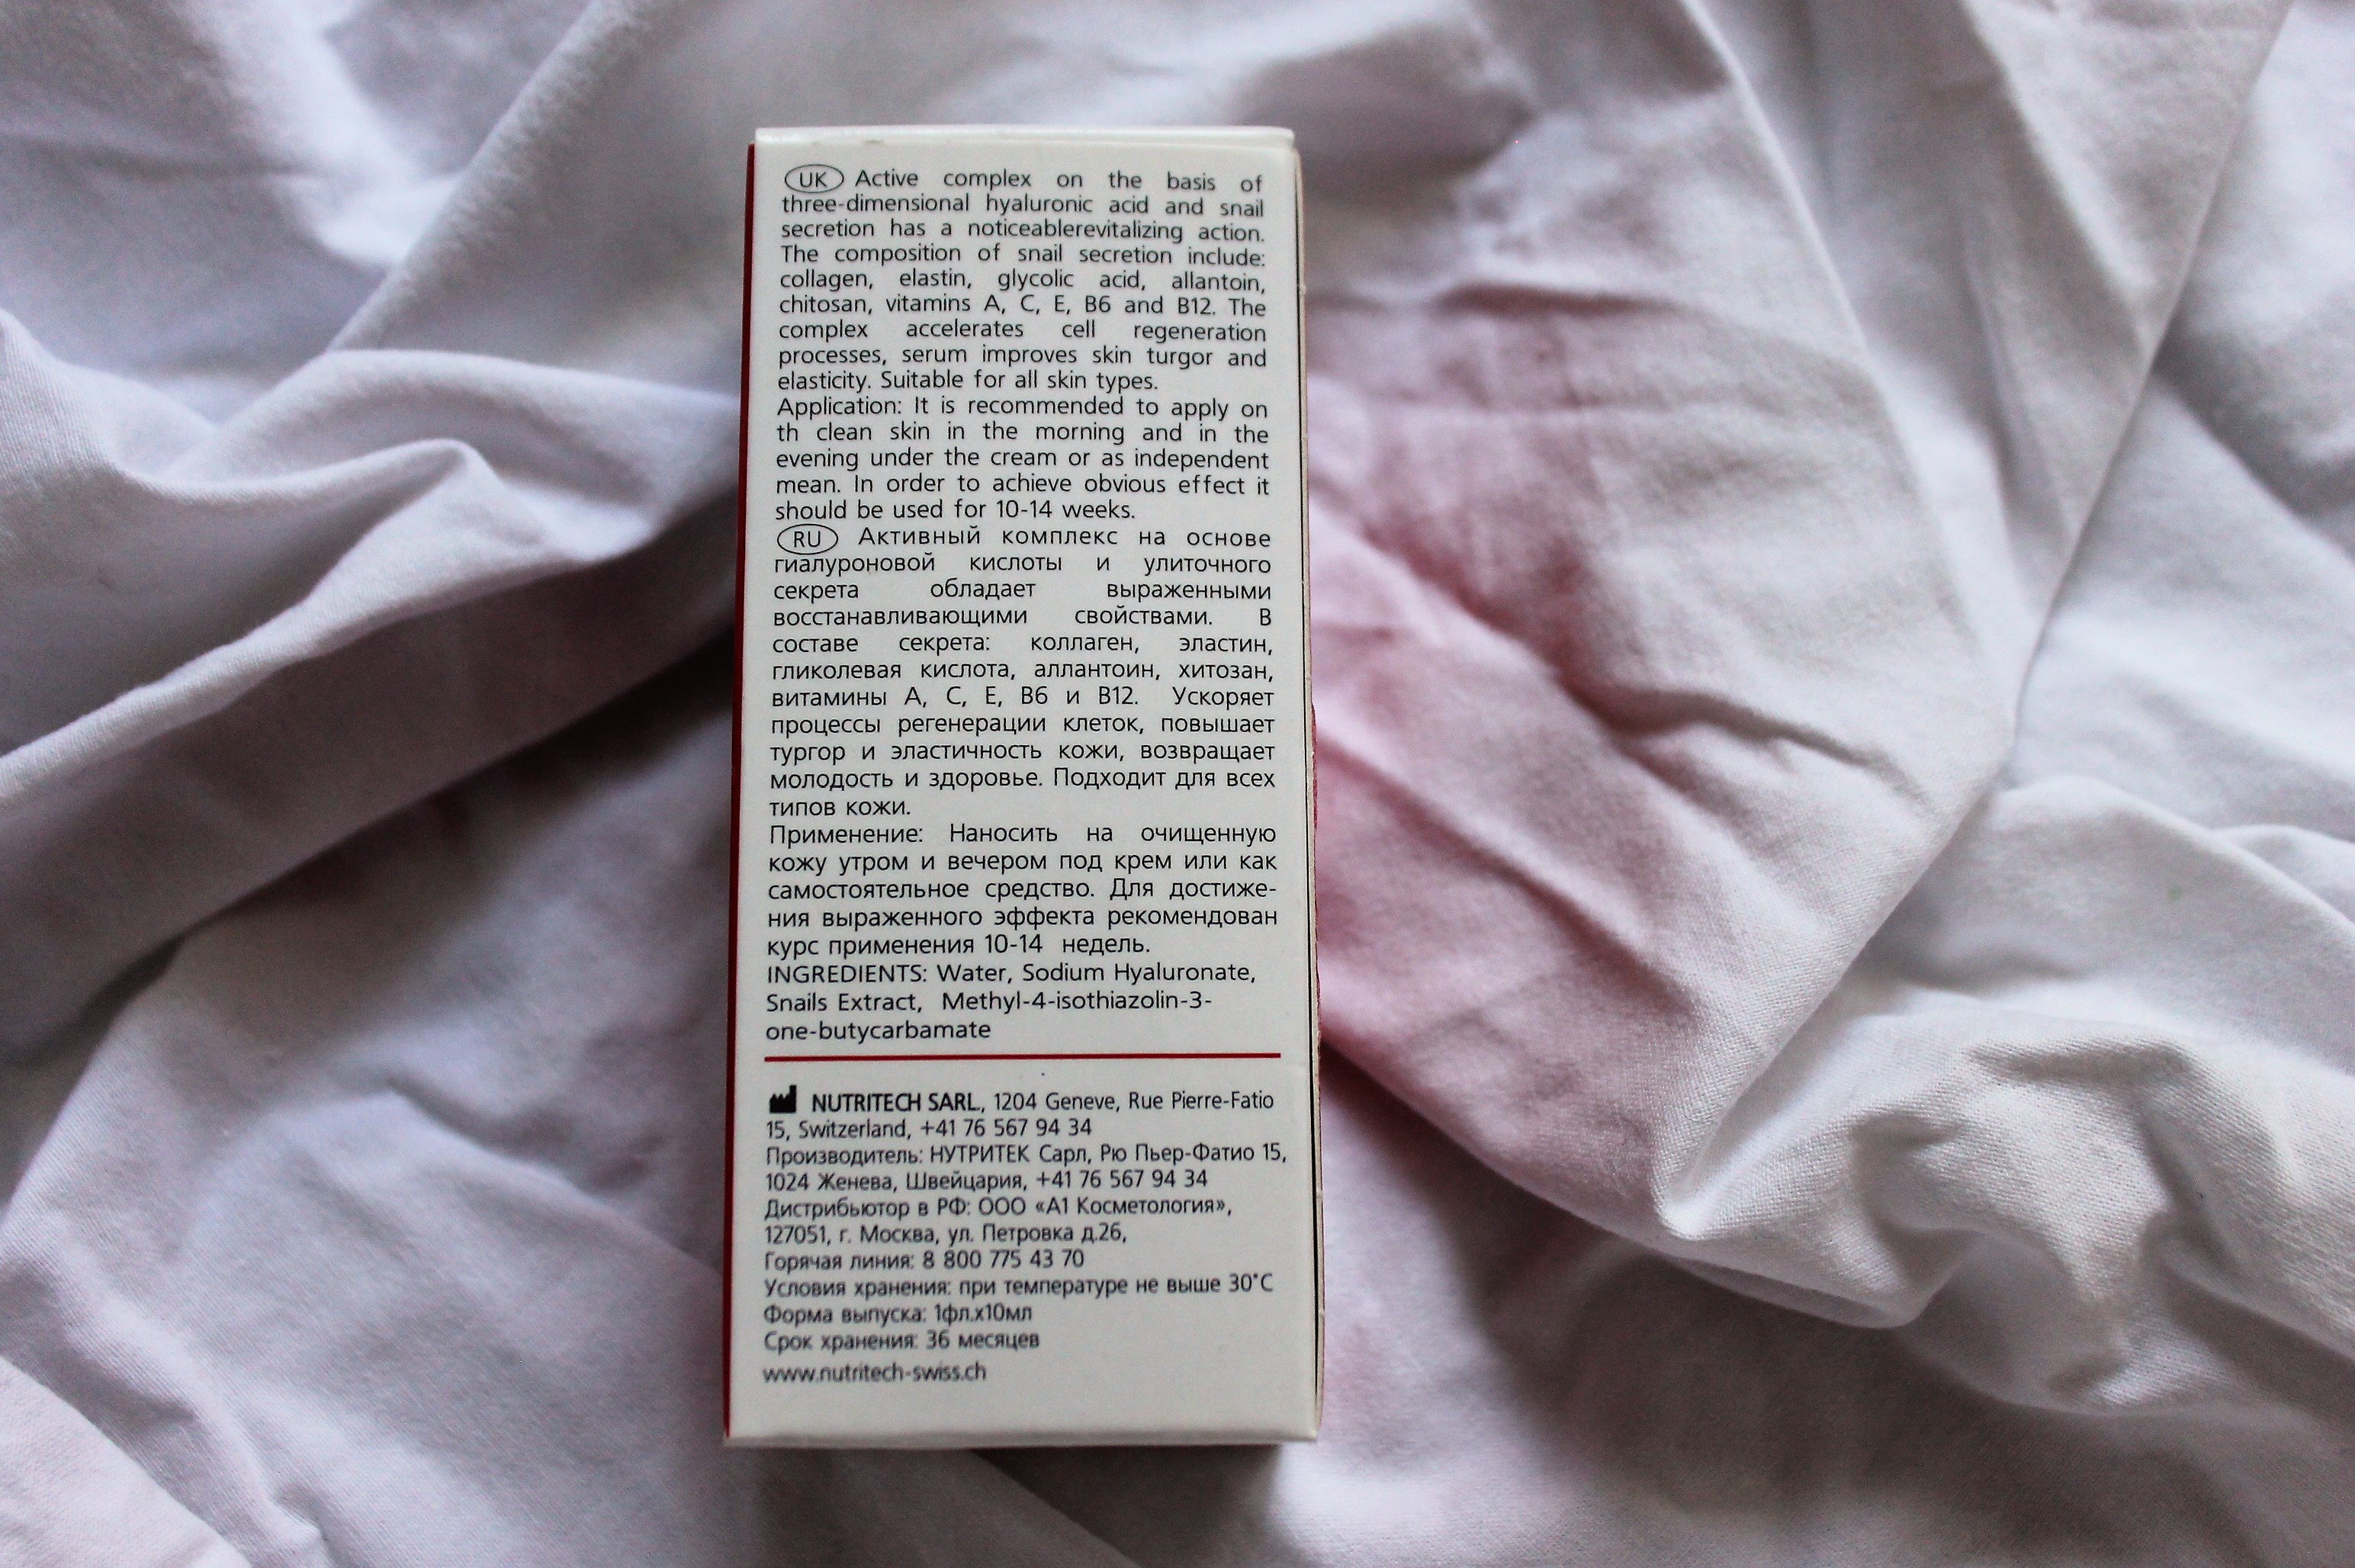 UK Active complex on the basis of
three-dimensional hyaluronic acid and snail
secretion has a noticeablerevitalizing action.
The composition of snail secretion include:
collagen, elastin, glycolic acid, allantoin,
chitosan, vitamins A, C, E, B6 and B12. The
complex accelerates cell regeneration
processes, serum improves skin turgor and
elasticity. Suitable for all skin types.
Application: It is recommended to apply on
th clean skin in the morning and in the
evening under the cream or as independent
mean. In order to achieve obvious effect it
should be used for 10-14 weeks.
RU Активный комплекс на основе
гиалуроновой кислоты и улиточного
секрета обладает выраженными
восстанавливающими свойствами. В
составе секрета: коллаген, эластин,
гликолевая кислота, аллантоин, хитозан,
витамины А, С, Е, В6 и В12. Ускоряет
процессы регенерации клеток, повышает
тургор и эластичность кожи, возвращает
молодость и здоровье. Подходит для всех
типов кожи.
Применение: Наносить на очищенную
кожу утром и вечером под крем или как
самостоятельное средство. Для достиже-
ния выраженного эффекта рекомендован
курс применения 10-14 недель.
INGREDIENTS: Water, Sodium Hyaluronate,
Snails Extract, Methyl-4-isothiazolin-3-
one-butycarbamate
NUTRITECH SARL., 1204 Geneve, Rue Pierre-Fatio
15, Switzerland, +41 76 567 94 34
Производитель: НУТРИТЕК Сарл, Рю Пьер-Фатио 15,
1024 Женева, Швейцария, +41 76 567 94 34
Дистрибьютор в РФ: ООО «А1 Косметология»,
127051, г. Москва, ул. Петровка д.26,
Горячая линия: 8 800 775 43 70
Условия хранения: при температуре не выше 30°С
Форма выпуска: 1фл.х10мл
Срок хранения: 36 месяцев
www.nutritech-swiss.ch